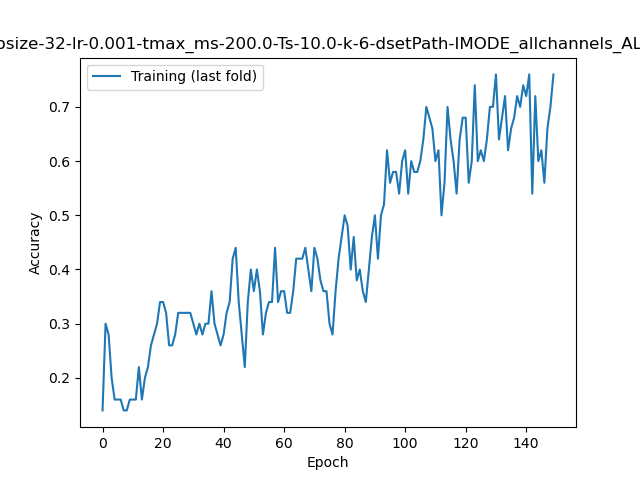 osize-32-lr-0.001-tmax_ms-200.0-Ts-10.0-k-6-dsetPath-IMODE_allchannels_AL
Training (last fold)
Accuracy
0.7
0.6
0.5
0.4
0.3
0.2
0 20 40 60 80 100 120 140
Epoch